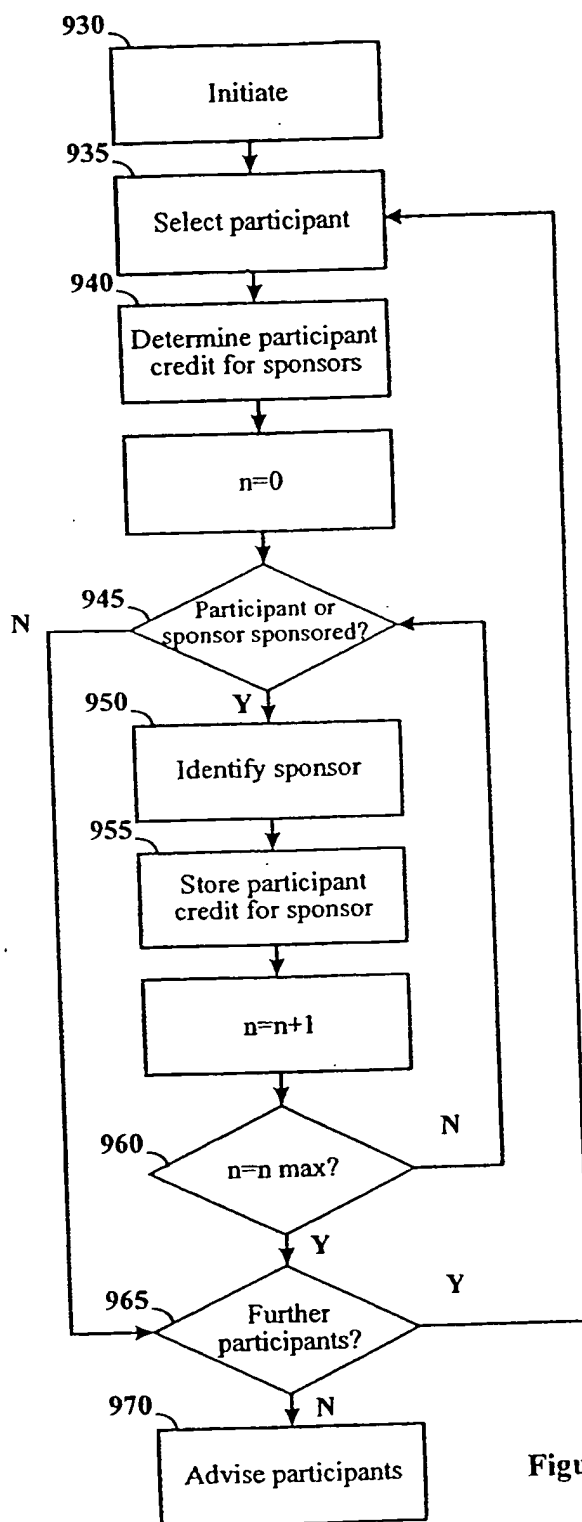 930
Initiate
935
Select participant
940
Determine participant
credit for sponsors
n=0
945
N
Participant or
sponsor sponsored?
Y
950
Identify sponsor
955
Store participant
credit for sponsor
n=n+1
960
N
n=n max?
Y
965
Y
Further
participants?
N
970
Advise participants
Figu